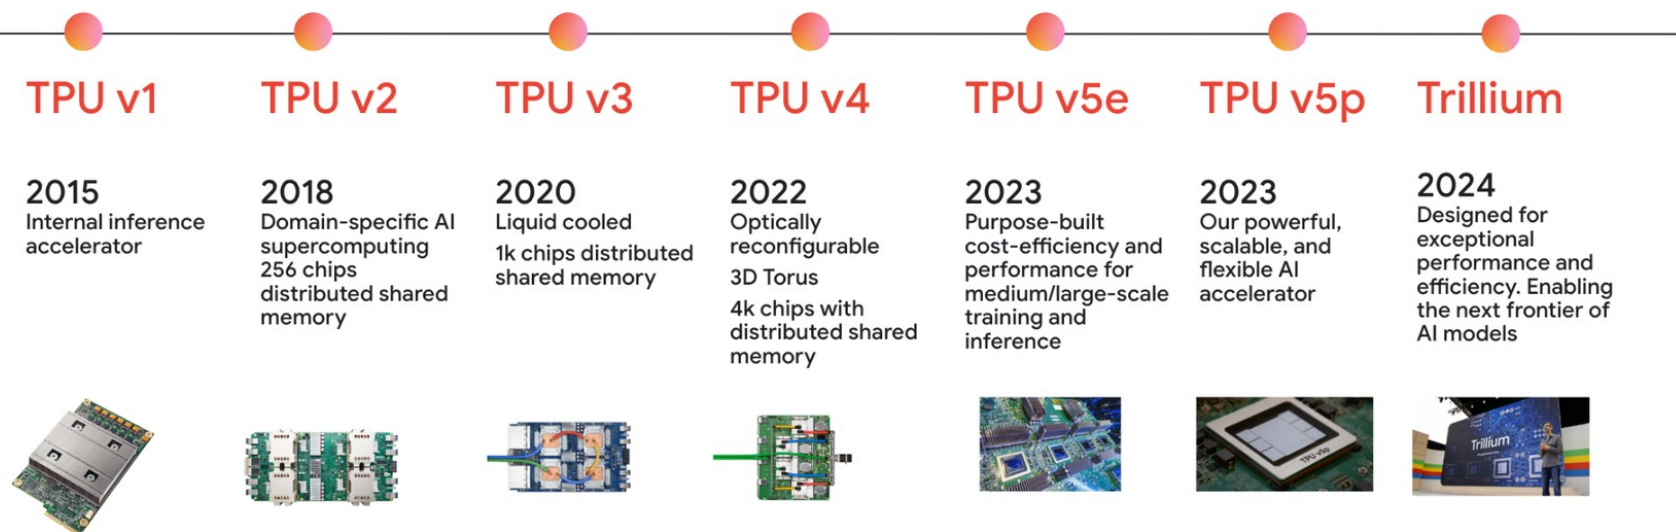 TPU v1
2015
Internal inference
accelerator
TPU v2
2018
Domain-specific AI
supercomputing
256 chips
distributed shared
memory
TPU v3
2020
Liquid cooled
1k chips distributed
shared memory
TPU v4
2022
Optically
reconfigurable
3D Torus
4k chips with
distributed shared
memory
TPU v5e
2023
Purpose-built
cost-efficiency and
performance for
medium/large-scale
training and
inference
TPU v5p
2023
Our powerful,
scalable, and
flexible AI
accelerator
TPU v5p
Trillium
2024
Designed for
exceptional
performance and
efficiency. Enabling
the next frontier of
AI models
Trillium